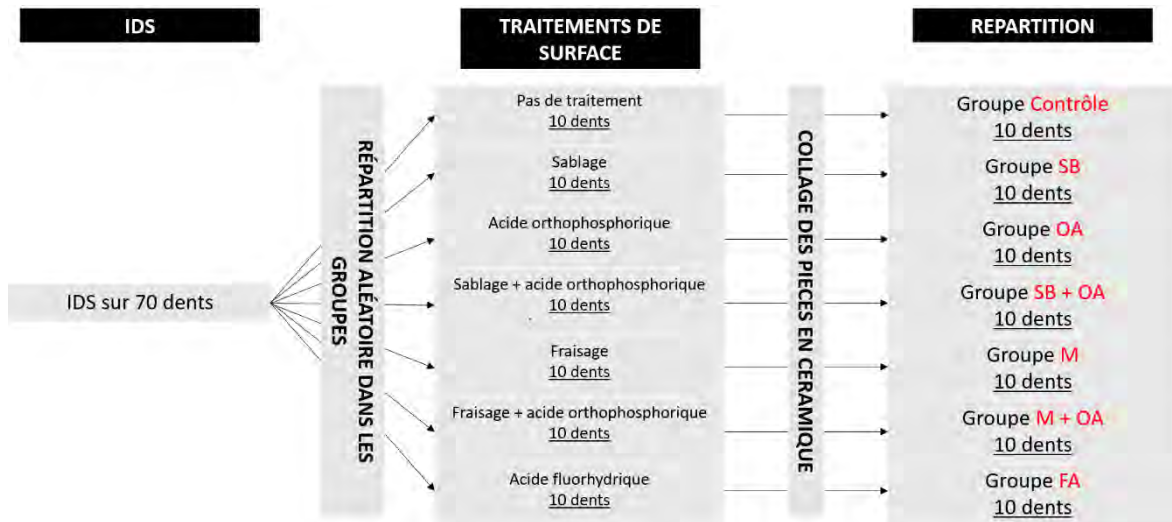 IDS
TRAITEMENTS DE
SURFACE
REPARTITION
IDS sur 70 dents
RÉPARTITION ALÉATOIRE DANS LES
GROUPES
Pas de traitement
10 dents
Sablage
10 dents
Acide orthophosphorique
10 dents
Sablage + acide orthophosphorique
10 dents
Fraisage
10 dents
Fraisage + acide orthophosphorique
10 dents
Acide fluorhydrique
10 dents
COLLAGE DES PIECES EN CERAMIQUE
Groupe Contrôle
10 dents
Groupe SB
10 dents
Groupe OA
10 dents
Groupe SB + OA
10 dents
Groupe M
10 dents
Groupe M + OA
10 dents
Groupe FA
10 dents